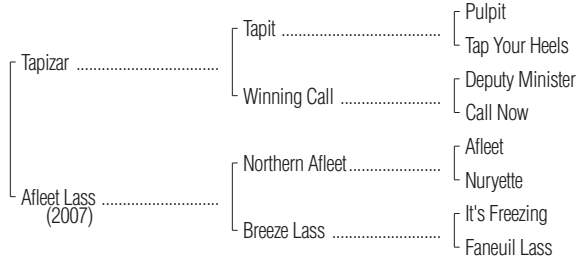 Pulpit
Tapit ........................................
Tap Your Heels
Tapizar ....................................
Deputy Minister
Winning Call .........................
Call Now
Afleet
Northern Afleet.......................
Nuryette
Afleet Lass .............................
(2007)
It's Freezing
Breeze Lass ...........................
Faneuil Lass